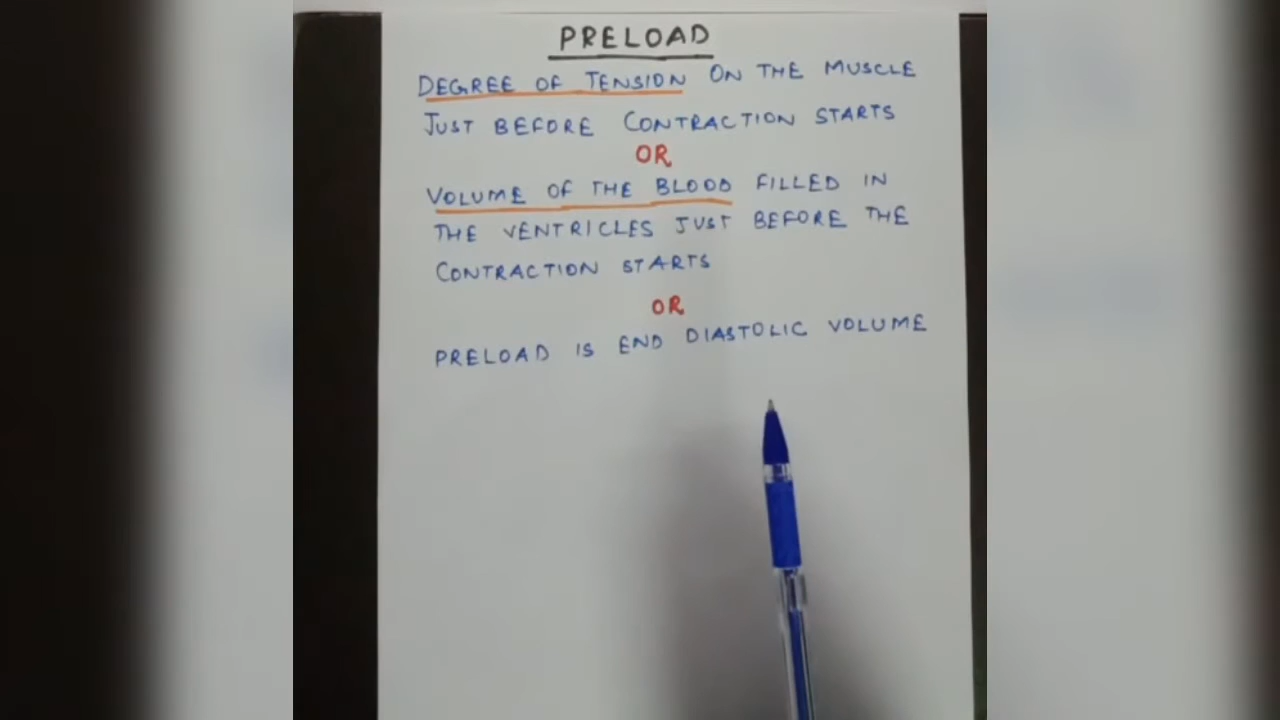 PRELOAD
DEGREE OF TENSION ON THE MUSCLE
JUST BEFORE CONTRACTION STARTS
OR
VOLUME OF THE BLOOD FILLED IN
THE VENTRICLES JUST BEFORE THE
CONTRACTION STARTS
OR
PRELOAD IS END DIASTOLIC VOLUME